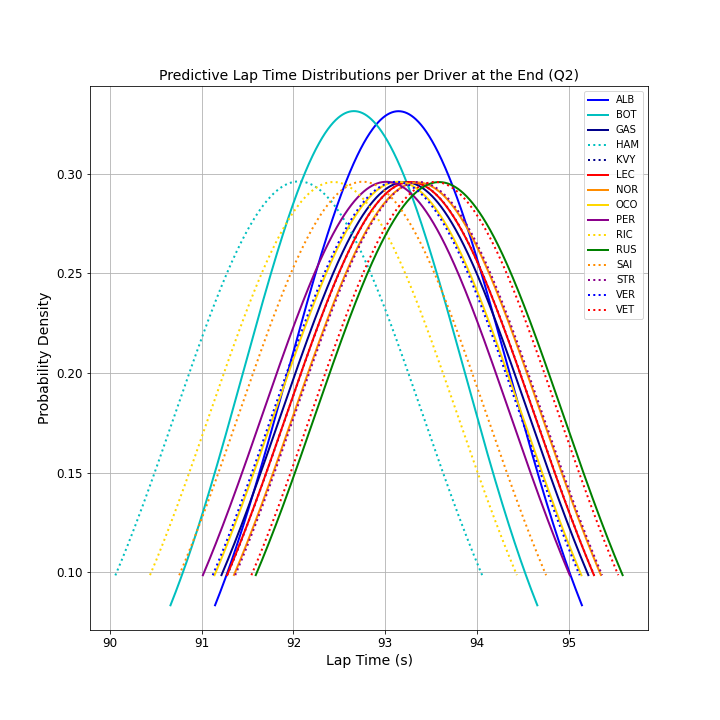 Predictive Lap Time Distributions per Driver at the End (Q2)
ALB
BOT
GAS
HAM
KVY
LEC
NOR
OCO
PER
RIC
RUS
SAI
STR
VER
VET
0.30
0.25
0.20
0.15
0.10
Probability Density
90 91 92 93 94 95
Lap Time (s)